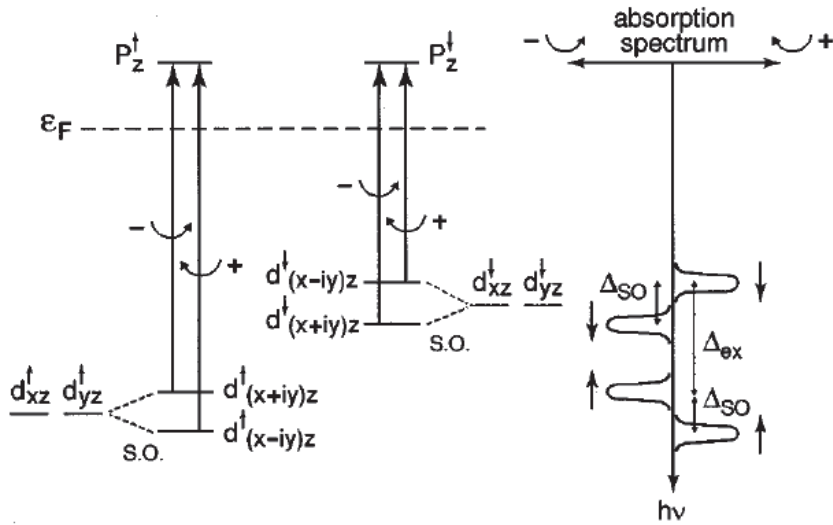 P↑z
P↓z
εF
−
+
−
+
d↓(x−iy)z
d↓(x+iy)z
d↓xz d↓yz
S.O.
d↑xz d↑yz
d↑(x+iy)z
d↑(x−iy)z
S.O.
absorption
spectrum
−
+
ΔSO
Δex
ΔSO
hν